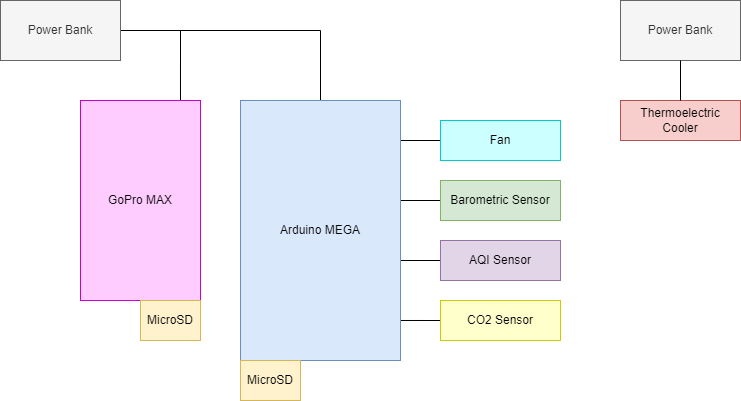 Power Bank
Power Bank
Thermoelectric
Cooler
GoPro MAX
Arduino MEGA
Fan
Barometric Sensor
AQI Sensor
CO2 Sensor
MicroSD
MicroSD